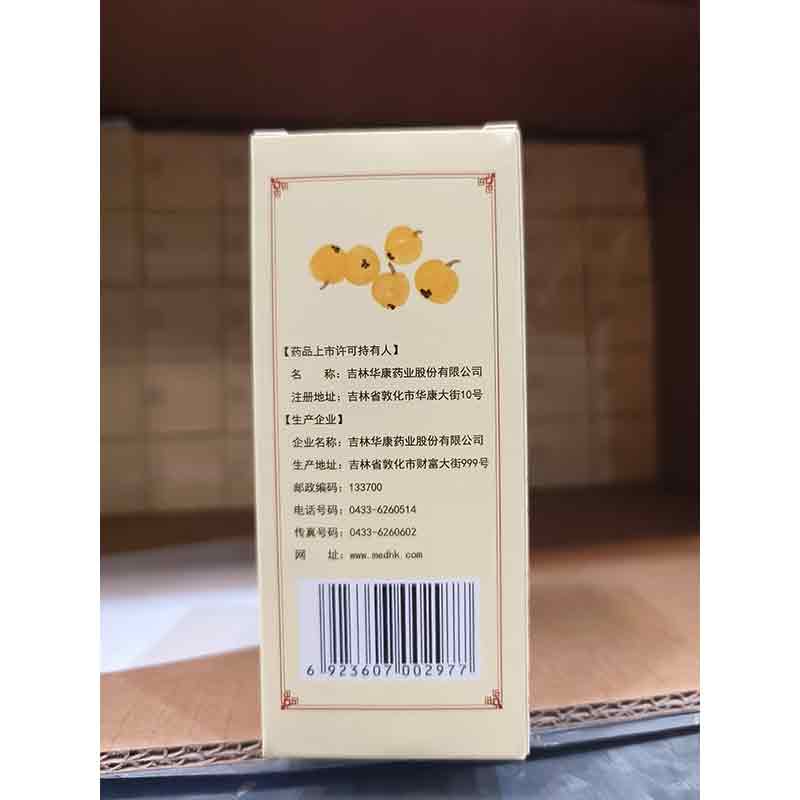 【药品上市许可持有人】
名 称：吉林华康药业股份有限公司
注册地址：吉林省敦化市华康大街10号
【生产企业】
企业名称：吉林华康药业股份有限公司
生产地址：吉林省敦化市财富大街999号
邮政编码：133700
电话号码：0433-6260514
传真号码：0433-6260602
网 址：www.mednk.com
6 923607 002977